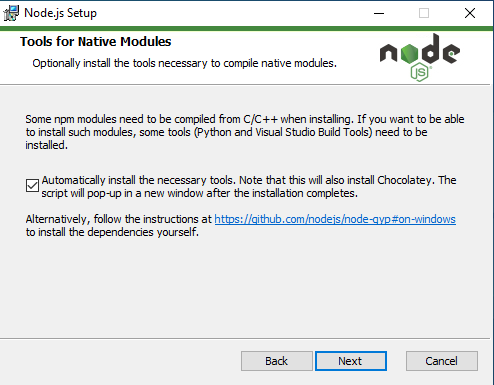 Node.js Setup
Tools for Native Modules
Optionally install the tools necessary to compile native modules.
node
JS
Some npm modules need to be compiled from C/C++ when installing. If you want to be able
to install such modules, some tools (Python and Visual Studio Build Tools) need to be
installed.
Automatically install the necessary tools. Note that this will also install Chocolatey. The
script will pop-up in a new window after the installation completes.
Alternatively, follow the instructions at https://github.com/nodejs/node-gyp#on-windows
to install the dependencies yourself.
Back Next Cancel